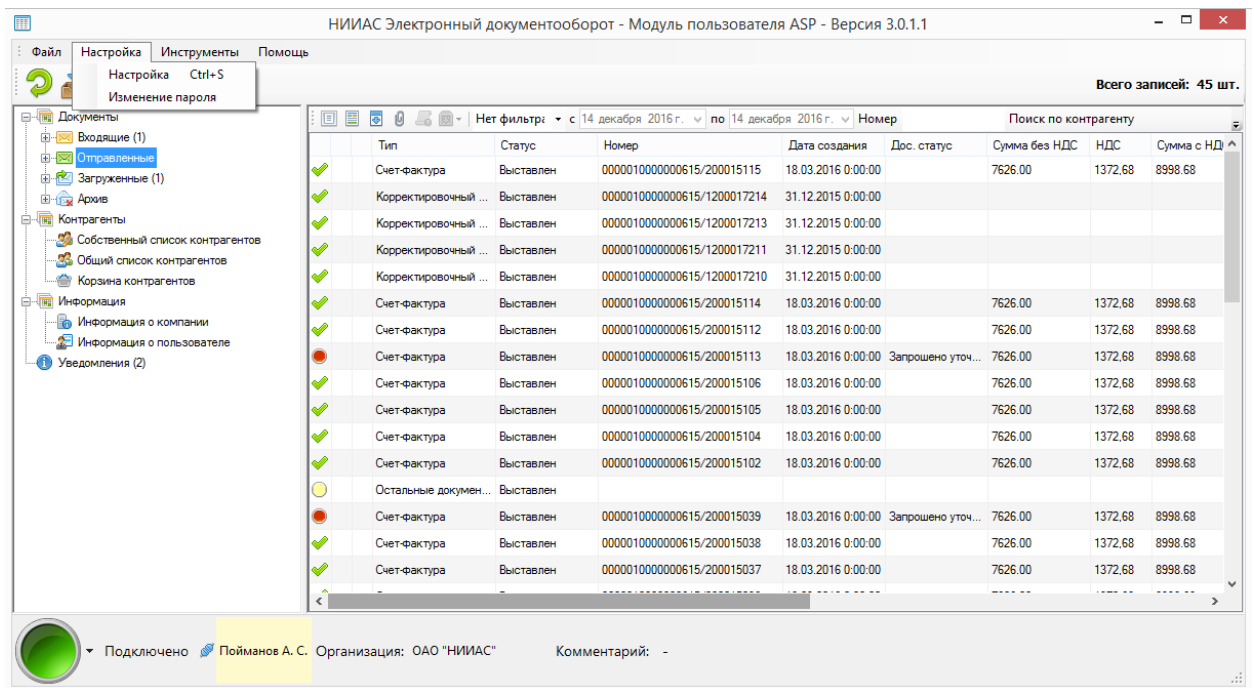 НИИАС Электронный документооборот - Модуль пользователя ASP - Версия 3.0.1.1
Файл Настройка Инструменты Помощь
Настройка Ctrl+S
Изменение пароля
Всего записей: 45 шт.
Документы
Входящие (1)
Отправленные
Загруженные (1)
Архив
Контрагенты
Собственный список контрагентов
Общий список контрагентов
Корзина контрагентов
Информация
Информация о компании
Информация о пользователе
Уведомления (2)
Нет фильтра с 14 декабря 2016 г. по 14 декабря 2016 г. Номер Поиск по контрагенту
Тип Статус Номер Дата создания Дос. статус Сумма без НДС НДС Сумма с НД
Счет-фактура Выставлен 0000010000000615/200015115 18.03.2016 0:00:00 7626.00 1372,68 8998.68
Корректировочный ... Выставлен 0000010000000615/1200017214 31.12.2015 0:00:00
Корректировочный ... Выставлен 0000010000000615/1200017213 31.12.2015 0:00:00
Корректировочный ... Выставлен 0000010000000615/1200017211 31.12.2015 0:00:00
Корректировочный ... Выставлен 0000010000000615/1200017210 31.12.2015 0:00:00
Счет-фактура Выставлен 0000010000000615/200015114 18.03.2016 0:00:00 7626.00 1372,68 8998.68
Счет-фактура Выставлен 0000010000000615/200015112 18.03.2016 0:00:00 7626.00 1372,68 8998.68
Счет-фактура Выставлен 0000010000000615/200015113 18.03.2016 0:00:00 Запрошено уточ... 7626.00 1372,68 8998.68
Счет-фактура Выставлен 0000010000000615/200015106 18.03.2016 0:00:00 7626.00 1372,68 8998.68
Счет-фактура Выставлен 0000010000000615/200015105 18.03.2016 0:00:00 7626.00 1372,68 8998.68
Счет-фактура Выставлен 0000010000000615/200015104 18.03.2016 0:00:00 7626.00 1372,68 8998.68
Счет-фактура Выставлен 0000010000000615/200015102 18.03.2016 0:00:00 7626.00 1372,68 8998.68
Остальные докумен... Выставлен
Счет-фактура Выставлен 0000010000000615/200015039 18.03.2016 0:00:00 Запрошено уточ... 7626.00 1372,68 8998.68
Счет-фактура Выставлен 0000010000000615/200015038 18.03.2016 0:00:00 7626.00 1372,68 8998.68
Счет-фактура Выставлен 0000010000000615/200015037 18.03.2016 0:00:00 7626.00 1372,68 8998.68
Подключено Пойманов А. С. Организация: ОАО "НИИАС" Комментарий: -